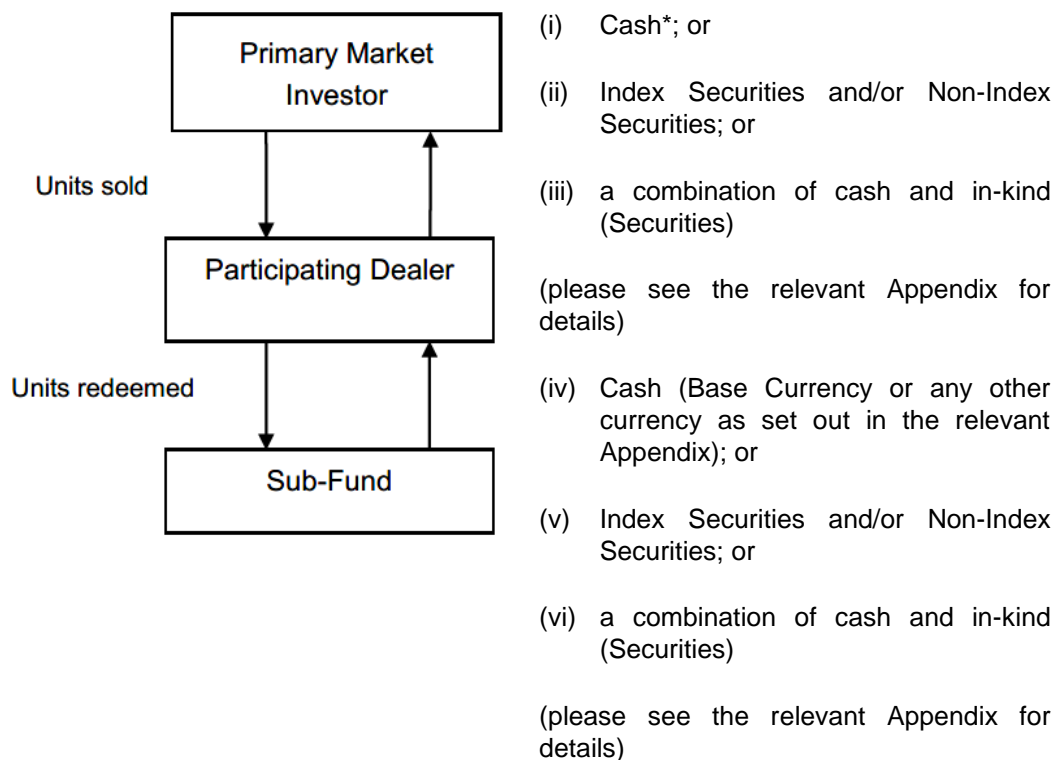 Primary Market
Investor
Units sold
Participating Dealer
Units redeemed
Sub-Fund
(i) Cash*; or
(ii) Index Securities and/or Non-Index
Securities; or
(iii) a combination of cash and in-kind
(Securities)
(please see the relevant Appendix for
details)
(iv) Cash (Base Currency or any other
currency as set out in the relevant
Appendix); or
(v) Index Securities and/or Non-Index
Securities; or
(vi) a combination of cash and in-kind
(Securities)
(please see the relevant Appendix for
details)